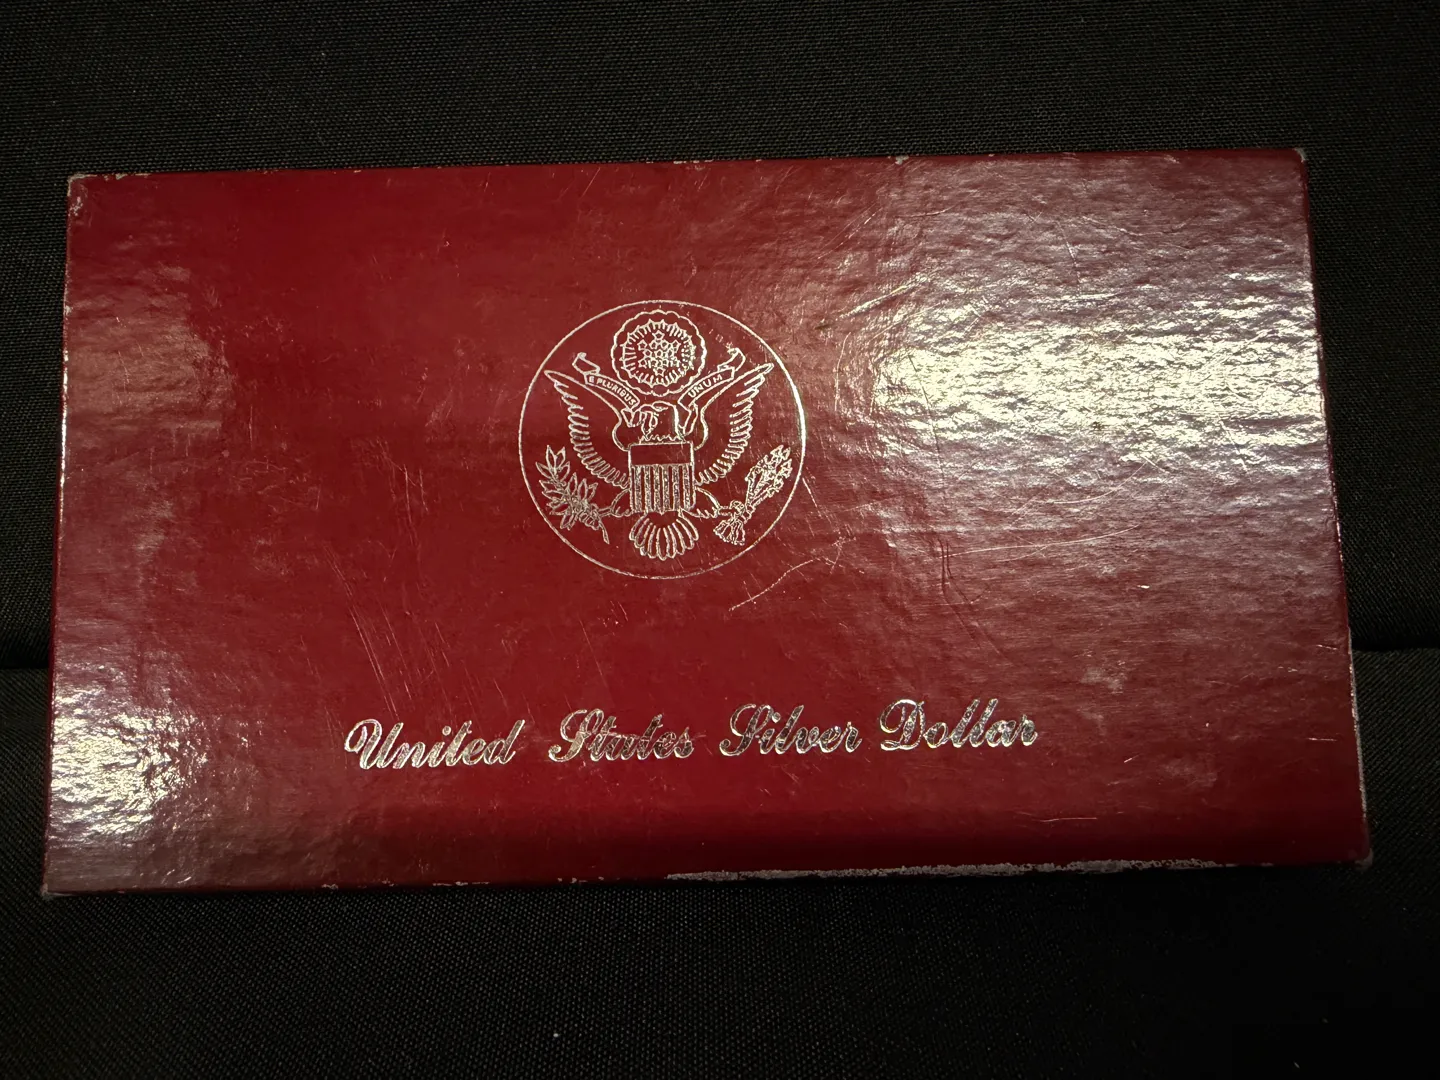 E PLURIBUS UNUM
United States Silver Dollar